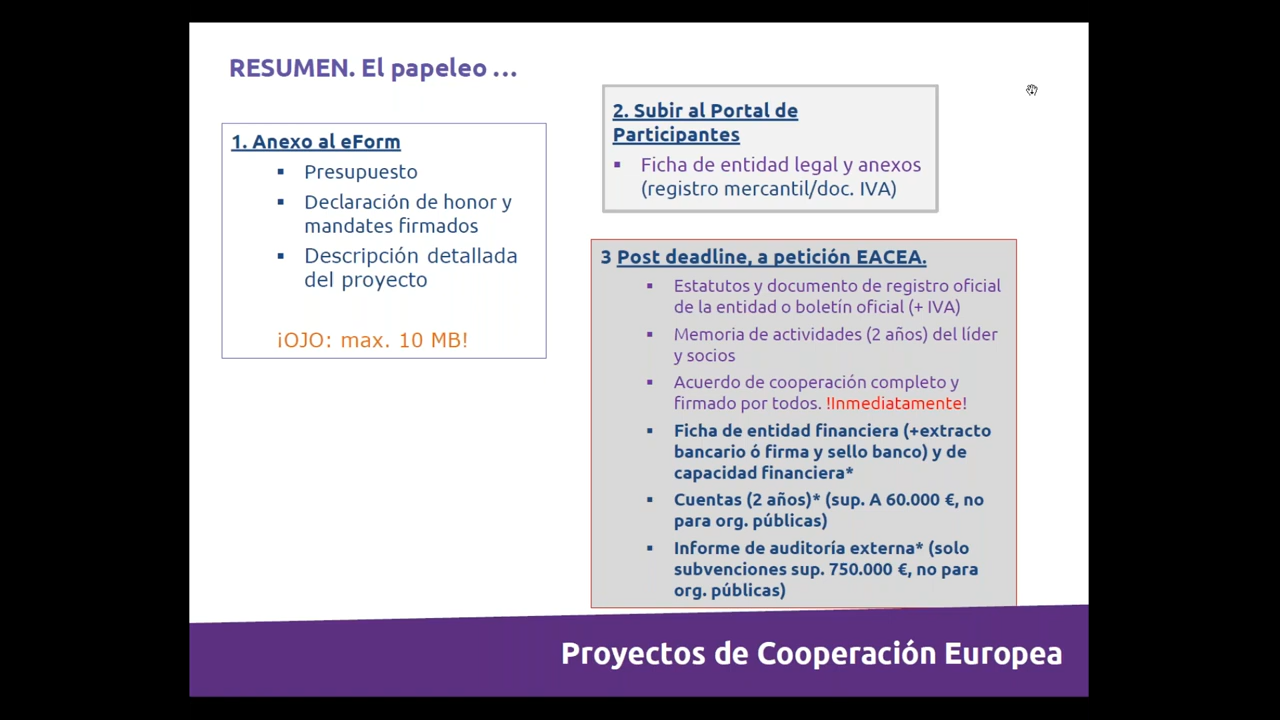 RESUMEN. El papeleo ...
1. Anexo al eForm
▪ Presupuesto
▪ Declaración de honor y
mandates firmados
▪ Descripción detallada
del proyecto
¡OJO: max. 10 MB!
2. Subir al Portal de
Participantes
▪ Ficha de entidad legal y anexos
(registro mercantil/doc. IVA)
3 Post deadline, a petición EACEA.
▪ Estatutos y documento de registro oficial
de la entidad o boletín oficial (+ IVA)
▪ Memoria de actividades (2 años) del líder
y socios
▪ Acuerdo de cooperación completo y
firmado por todos. !Inmediatamente!
▪ Ficha de entidad financiera (+extracto
bancario ó firma y sello banco) y de
capacidad financiera*
▪ Cuentas (2 años)* (sup. A 60.000 €, no
para org. públicas)
▪ Informe de auditoría externa* (solo
subvenciones sup. 750.000 €, no para
org. públicas)
Proyectos de Cooperación Europea